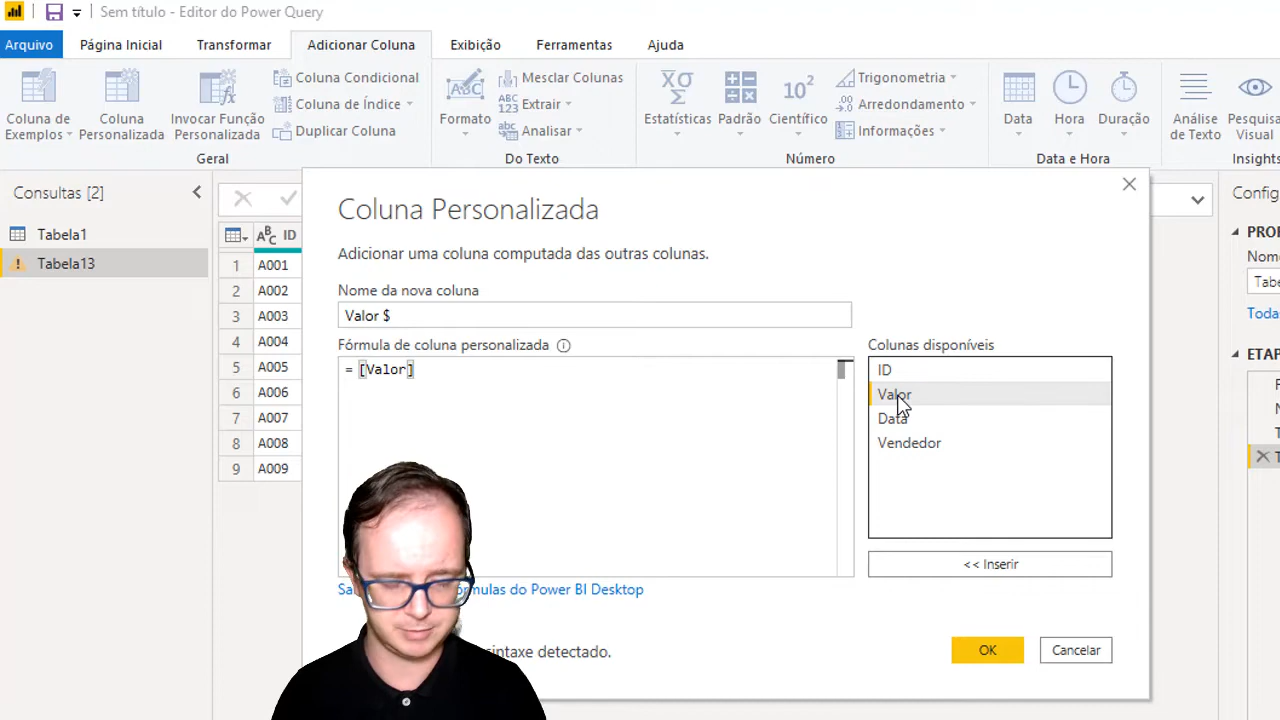 Sem título - Editor do Power Query
Arquivo
Página Inicial
Transformar
Adicionar Coluna
Exibição
Ferramentas
Ajuda
Coluna de
Exemplos
Coluna
Personalizada
Invocar Função
Personalizada
Coluna Condicional
Coluna de Índice
Duplicar Coluna
Geral
Formato
Mesclar Colunas
Extrair
Analisar
Do Texto
Estatísticas
Padrão
Científico
Trigonometria
Arredondamento
Informações
Número
Data
Hora
Duração
Data e Hora
Análise
de Texto
Pesquisa
Visual
Insights
Consultas [2]
Tabela1
Tabela13
ID
1 A001
2 A002
3 A003
4 A004
5 A005
6 A006
7 A007
8 A008
9 A009
Coluna Personalizada
Adicionar uma coluna computada das outras colunas.
Nome da nova coluna
Valor $
Fórmula de coluna personalizada
= [Valor]
Colunas disponíveis
ID
Valor
Data
Vendedor
<< Inserir
do Power BI Desktop
detectado.
OK
Cancelar
Config
PROP
Nome
Tabe
Todas
ETAP